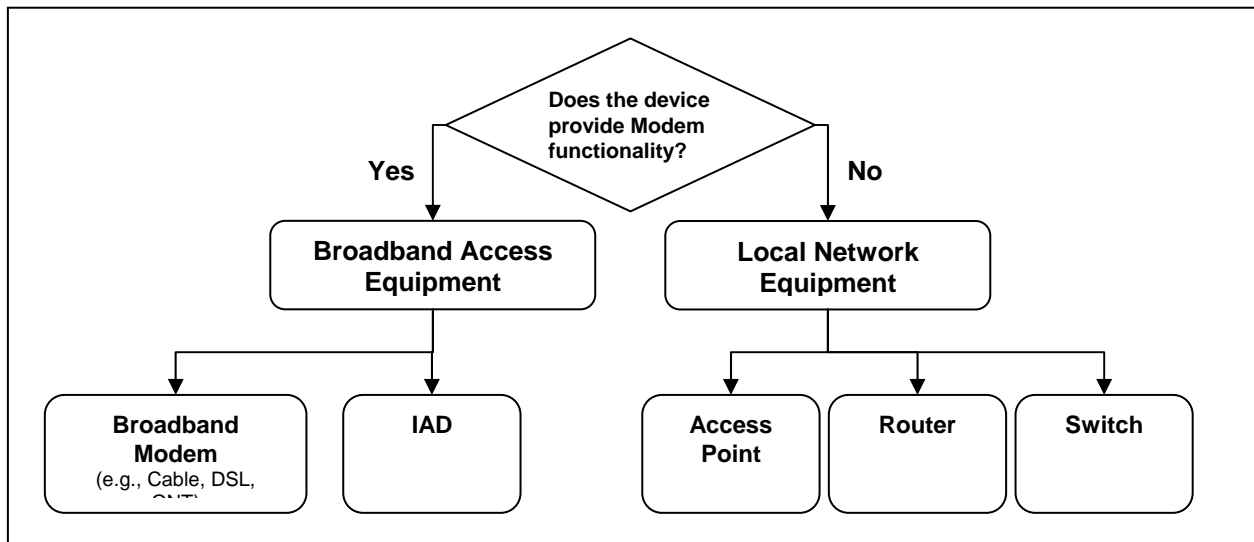 Does the device
provide Modem
functionality?
Yes
No
Broadband Access
Equipment
Local Network
Equipment
Broadband
Modem
(e.g., Cable, DSL,
IAD
Access
Point
Router
Switch